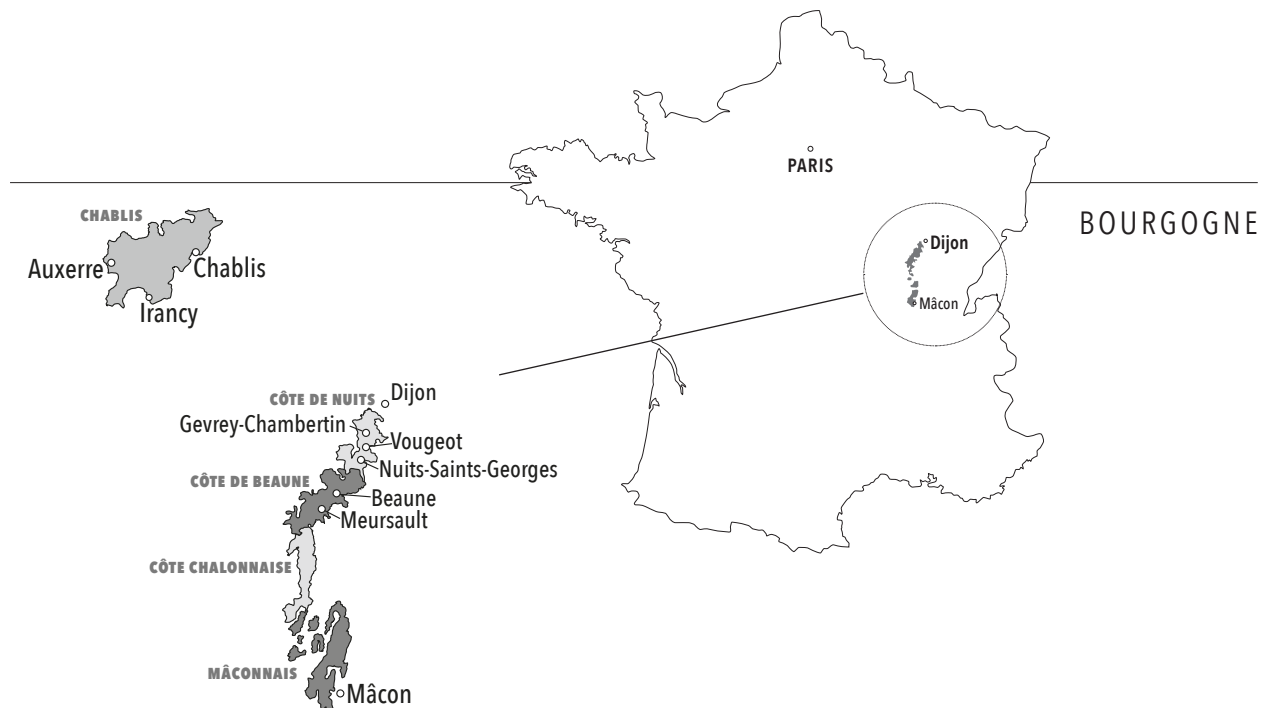 PARIS
BOURGOGNE
Dijon
Mâcon
CHABLIS
Auxerre
Chablis
Irancy
CÔTE DE NUITS
Dijon
Gevrey-Chambertin
Vougeot
Nuits-Saints-Georges
CÔTE DE BEAUNE
Beaune
Meursault
CÔTE CHALONNAISE
MÂCONNAIS
Mâcon